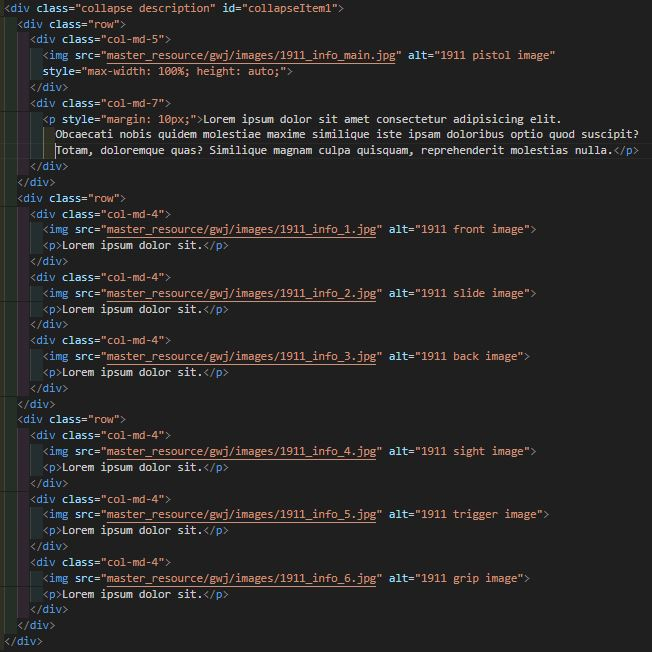 <div class="collapse description" id="collapseItem1">
<div class="row">
<div class="col-md-5">
<img src="master_resource/gwj/images/1911_info_main.jpg" alt="1911 pistol image"
style="max-width: 100%; height: auto;">
</div>
<div class="col-md-7">
<p style="margin: 10px;">Lorem ipsum dolor sit amet consectetur adipisicing elit.
Obcaecati nobis quidem molestiae maxime similique iste ipsam doloribus optio quod suscipit?
Totam, doloremque quas? Similique magnam culpa quisquam, reprehenderit molestias nulla.</p>
</div>
</div>
<div class="row">
<div class="col-md-4">
<img src="master_resource/gwj/images/1911_info_1.jpg" alt="1911 front image">
<p>Lorem ipsum dolor sit.</p>
</div>
<div class="col-md-4">
<img src="master_resource/gwj/images/1911_info_2.jpg" alt="1911 slide image">
<p>Lorem ipsum dolor sit.</p>
</div>
<div class="col-md-4">
<img src="master_resource/gwj/images/1911_info_3.jpg" alt="1911 back image">
<p>Lorem ipsum dolor sit.</p>
</div>
</div>
<div class="row">
<div class="col-md-4">
<img src="master_resource/gwj/images/1911_info_4.jpg" alt="1911 sight image">
<p>Lorem ipsum dolor sit.</p>
</div>
<div class="col-md-4">
<img src="master_resource/gwj/images/1911_info_5.jpg" alt="1911 trigger image">
<p>Lorem ipsum dolor sit.</p>
</div>
<div class="col-md-4">
<img src="master_resource/gwj/images/1911_info_6.jpg" alt="1911 grip image">
<p>Lorem ipsum dolor sit.</p>
</div>
</div>
</div>